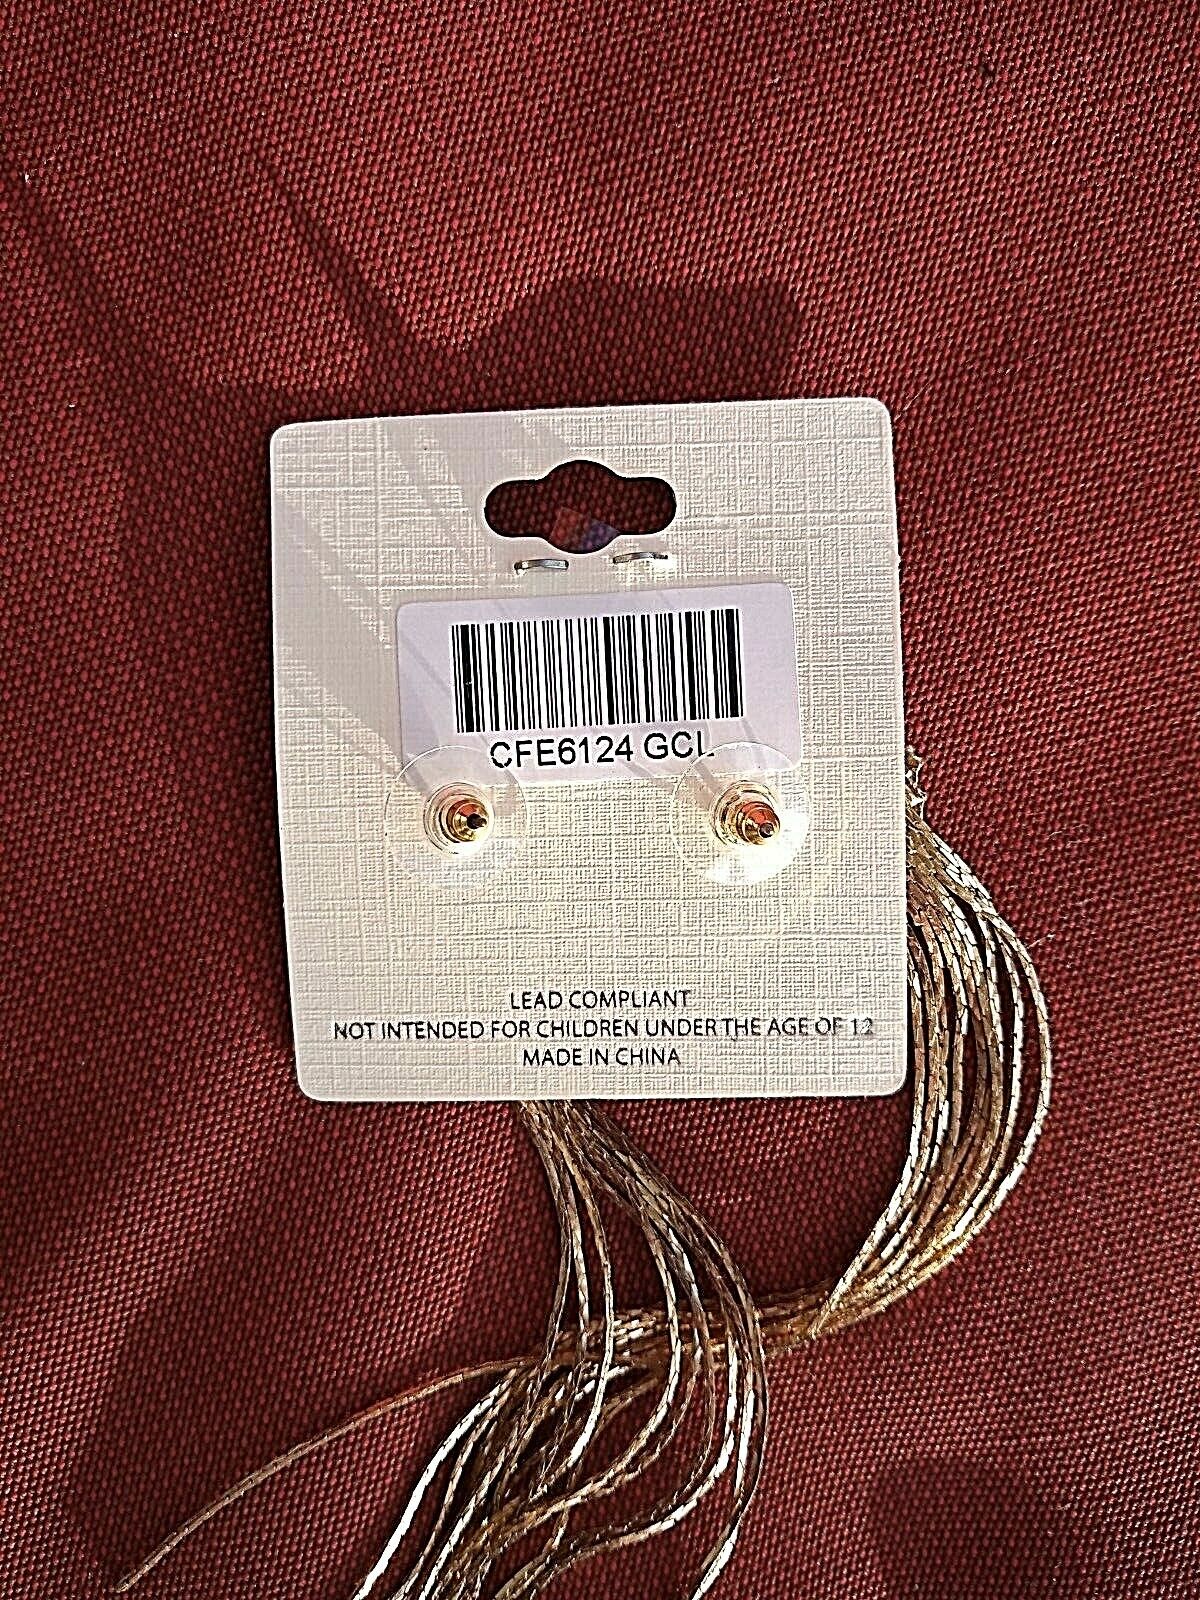 CFE6124 GCL
LEAD COMPLIANT
NOT INTENDED FOR CHILDREN UNDER THE AGE OF 12
MADE IN CHINA